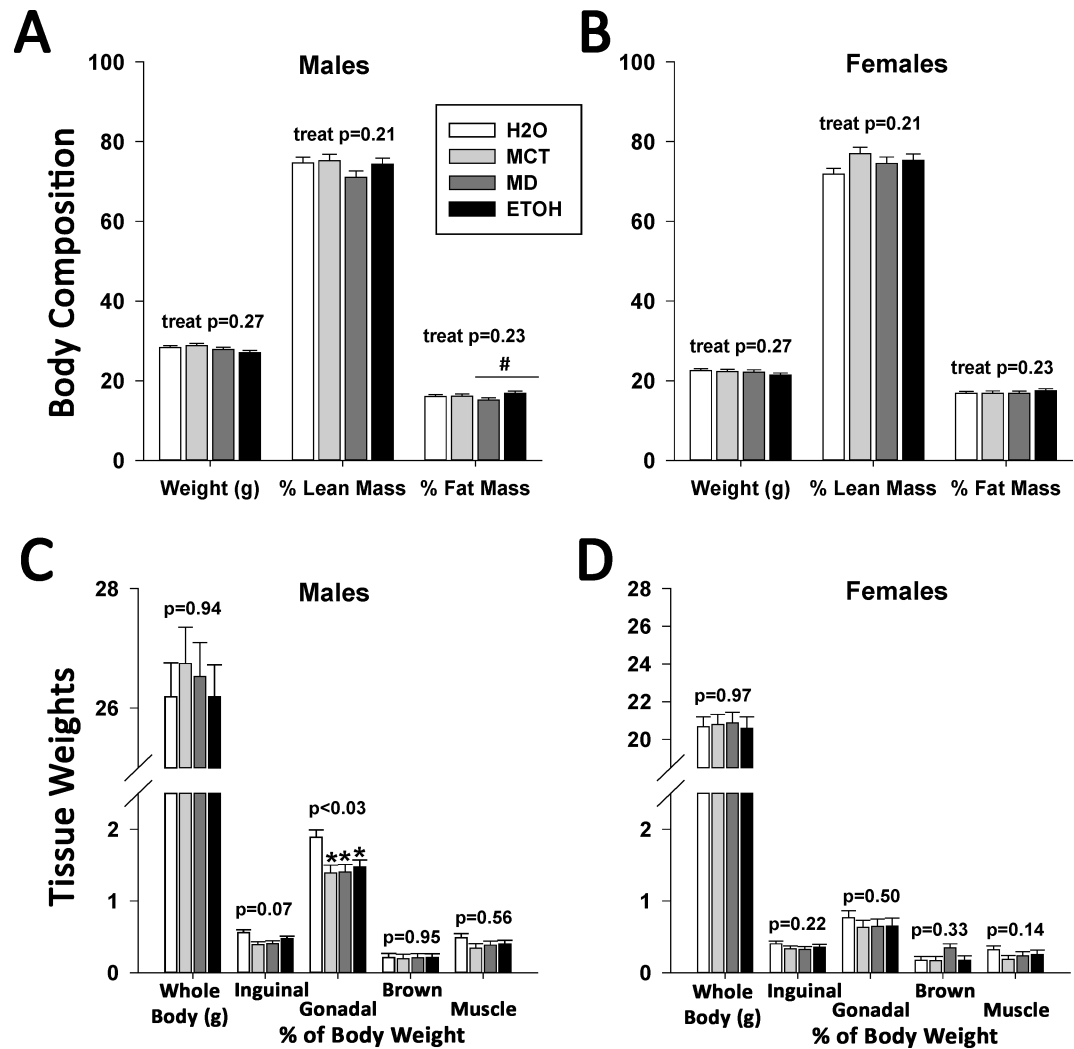 A
B
Males
Females
100
80
60
40
20
0
Body Composition
treat p=0.27
treat p=0.21
treat p=0.23
#
H2O
MCT
MD
ETOH
Weight (g)
% Lean Mass
% Fat Mass
100
80
60
40
20
0
treat p=0.27
treat p=0.21
treat p=0.23
Weight (g)
% Lean Mass
% Fat Mass
C
D
Males
Females
28
26
2
1
0
Tissue Weights
p=0.94
p=0.07
p<0.03
***
p=0.95
p=0.56
Whole
Body (g)
Inguinal
Gonadal
Brown
Muscle
% of Body Weight
28
26
24
22
20
2
1
0
p=0.97
p=0.22
p=0.50
p=0.33
p=0.14
Whole
Body (g)
Inguinal
Gonadal
Brown
Muscle
% of Body Weight